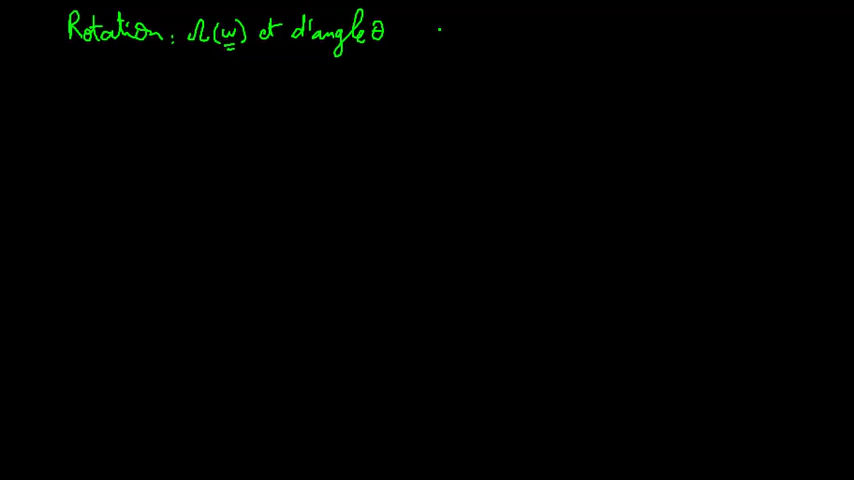 Rotation : Ω(ω) et d'angle θ